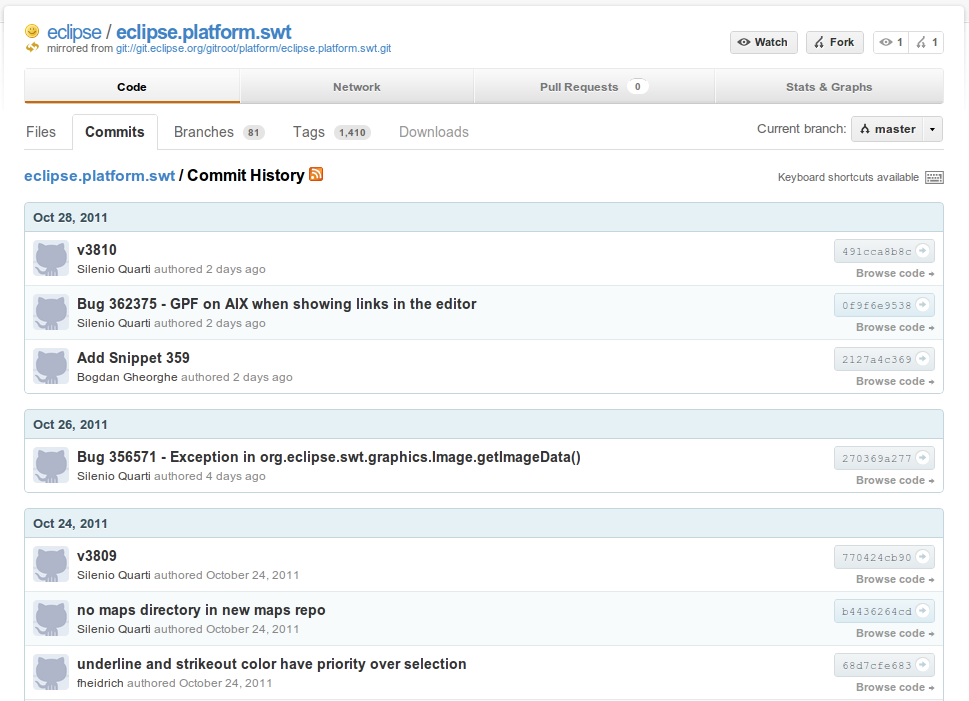 eclipse / eclipse.platform.swt
mirrored from git://git.eclipse.org/gitroot/platform/eclipse.platform.swt.git
Watch Fork 1 1
Code Network Pull Requests 0 Stats & Graphs
Files Commits Branches 81 Tags 1,410 Downloads Current branch: master
eclipse.platform.swt / Commit History Keyboard shortcuts available
Oct 28, 2011
v3810 491cca8b8c
Silenio Quarti authored 2 days ago Browse code
Bug 362375 - GPF on AIX when showing links in the editor 0f9f6e9538
Silenio Quarti authored 2 days ago Browse code
Add Snippet 359 2127a4c369
Bogdan Gheorghe authored 2 days ago Browse code
Oct 26, 2011
Bug 356571 - Exception in org.eclipse.swt.graphics.Image.getImageData() 270369a277
Silenio Quarti authored 4 days ago Browse code
Oct 24, 2011
v3809 770424cb90
Silenio Quarti authored October 24, 2011 Browse code
no maps directory in new maps repo b4436264cd
Silenio Quarti authored October 24, 2011 Browse code
underline and strikeout color have priority over selection 68d7cfe683
fheidrich authored October 24, 2011 Browse code